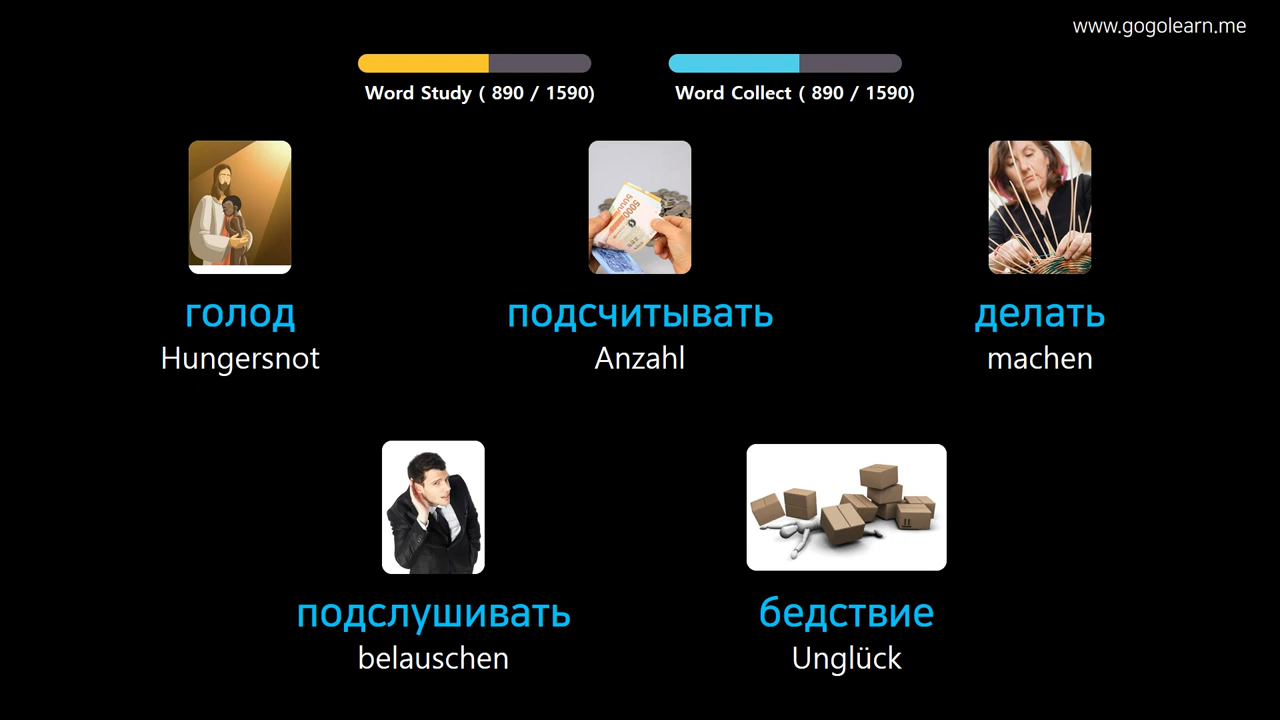 www.gogolearn.me
Word Study ( 890 / 1590)
Word Collect ( 890 / 1590)
голод
подсчитывать
делать
Hungersnot
Anzahl
machen
подслушивать
бедствие
belauschen
Unglück